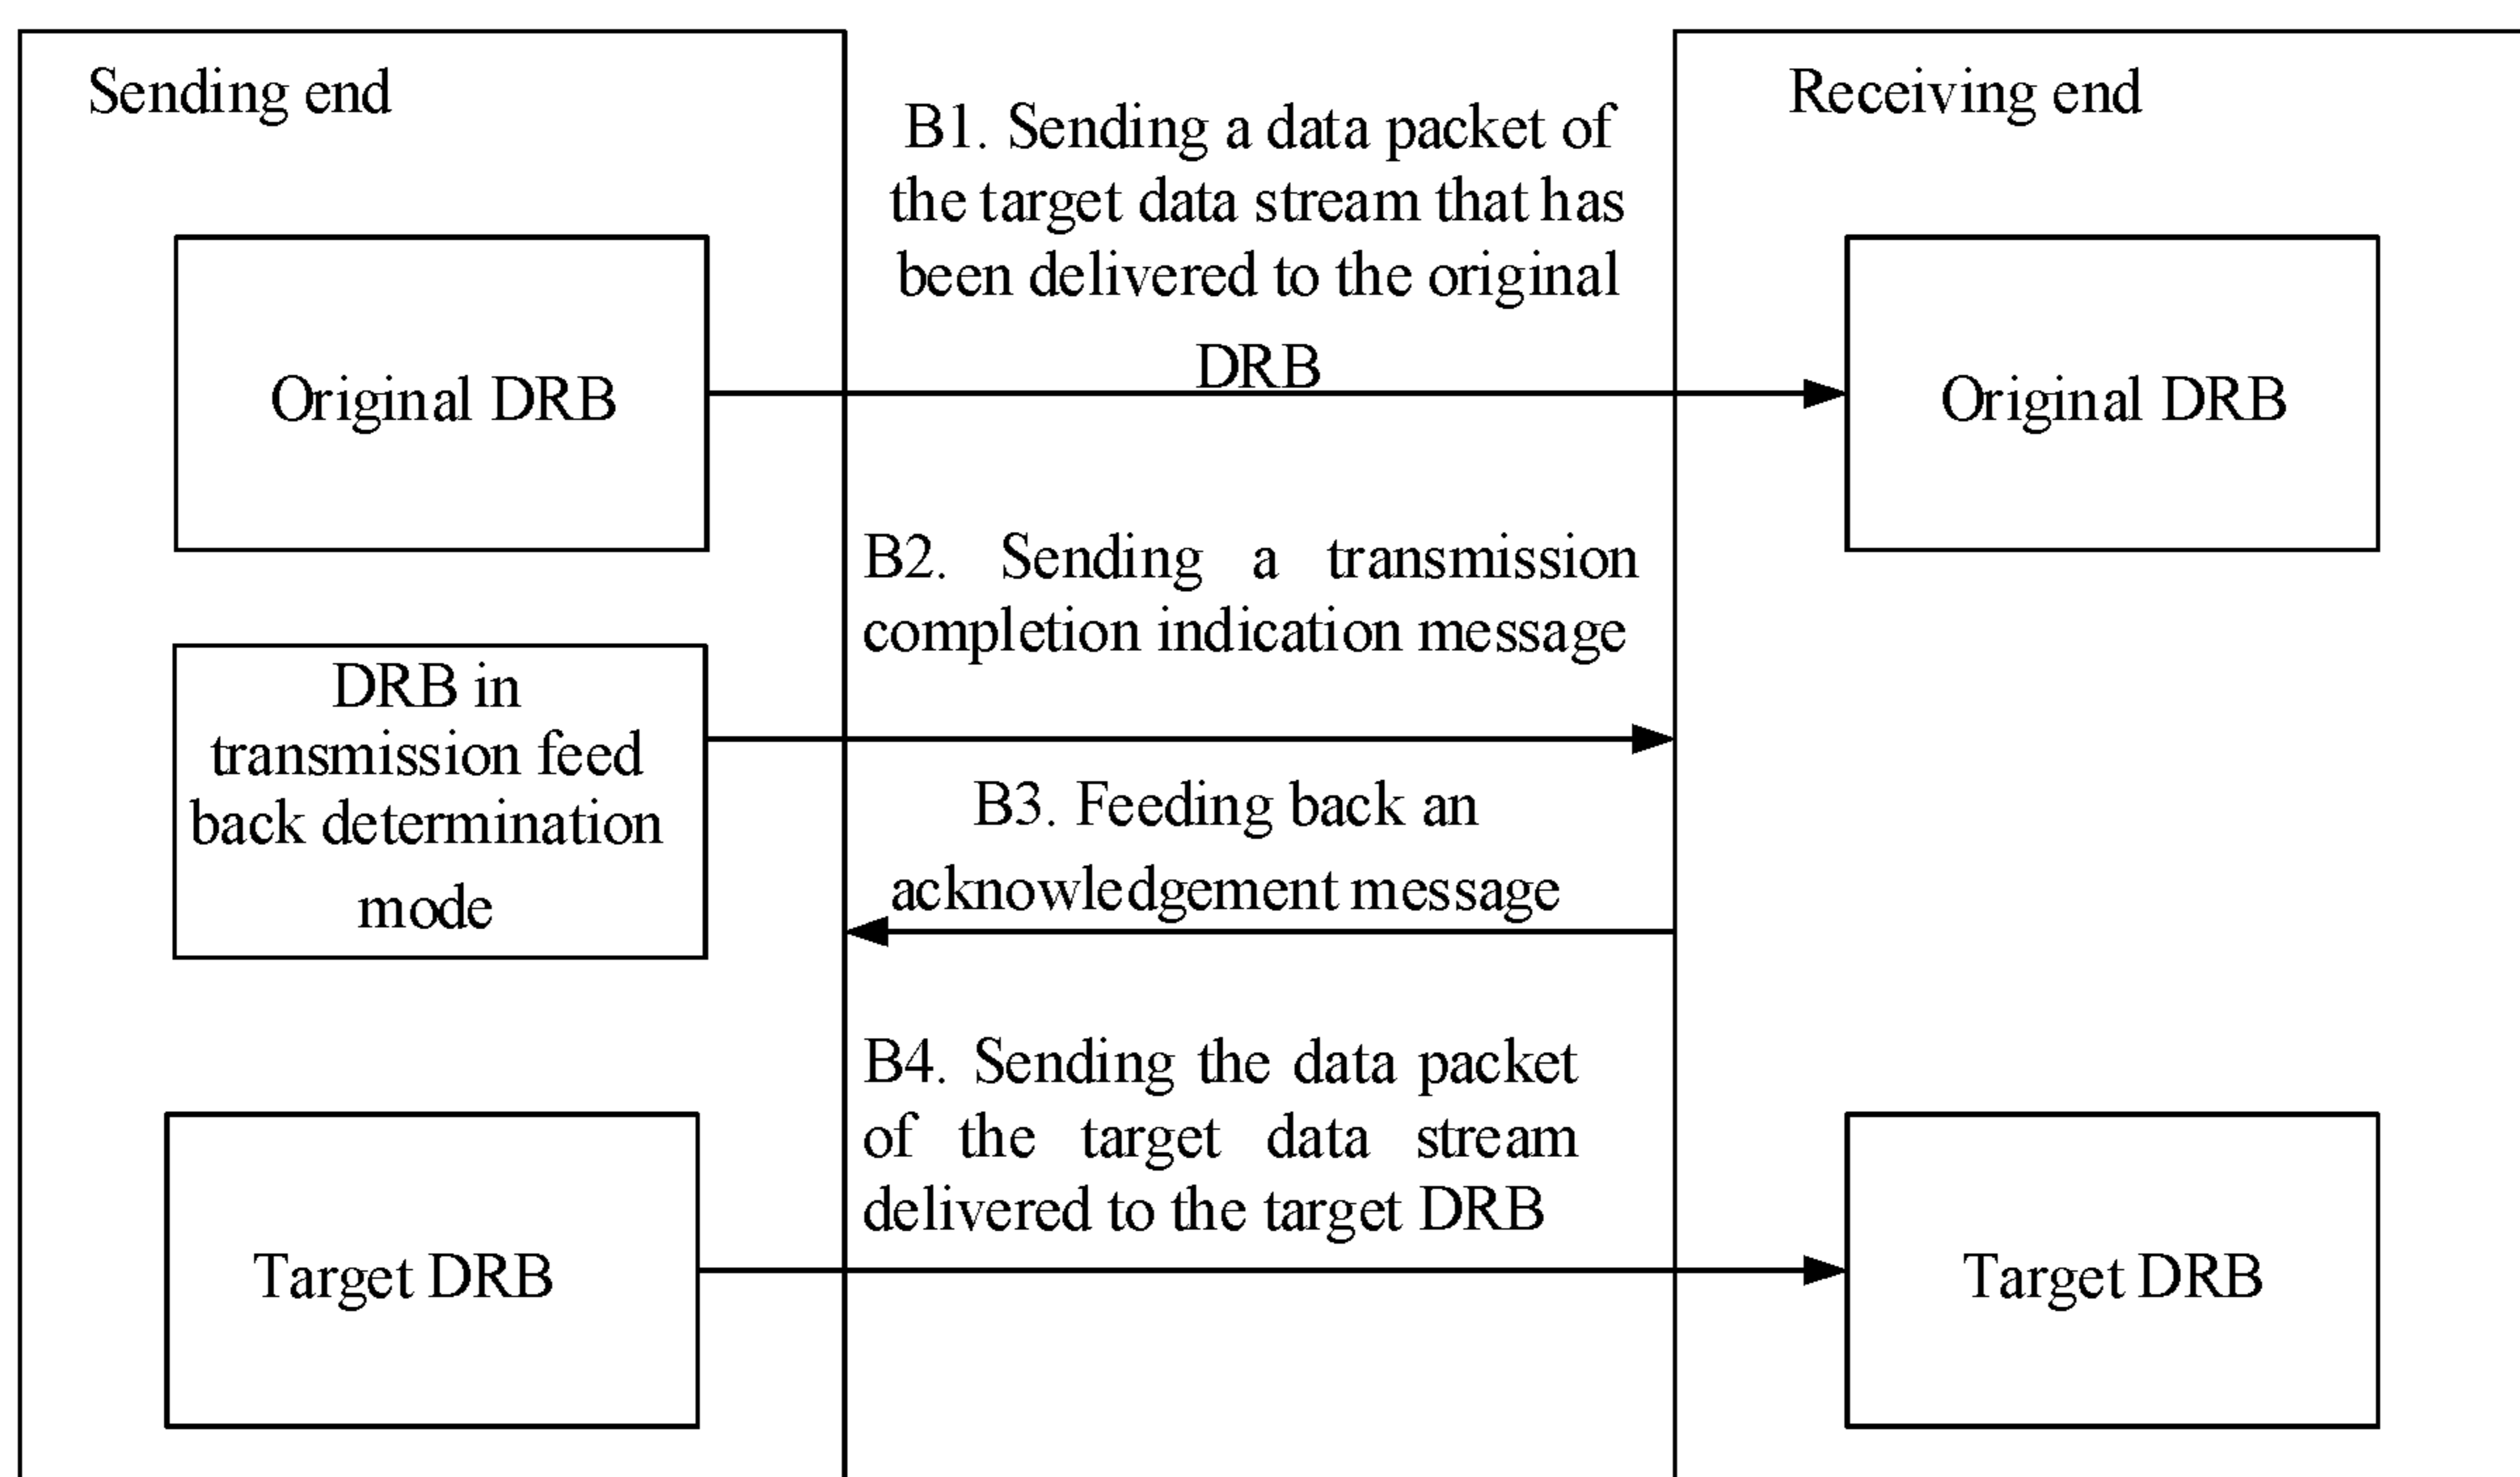 Sending end
Receiving end
B1. Sending a data packet of
the target data stream that has
been delivered to the original
DRB
Original DRB
Original DRB
B2. Sending a transmission
completion indication message
DRB in
transmission feed
back determination
mode
B3. Feeding back an
acknowledgement message
B4. Sending the data packet
of the target data stream
delivered to the target DRB
Target DRB
Target DRB